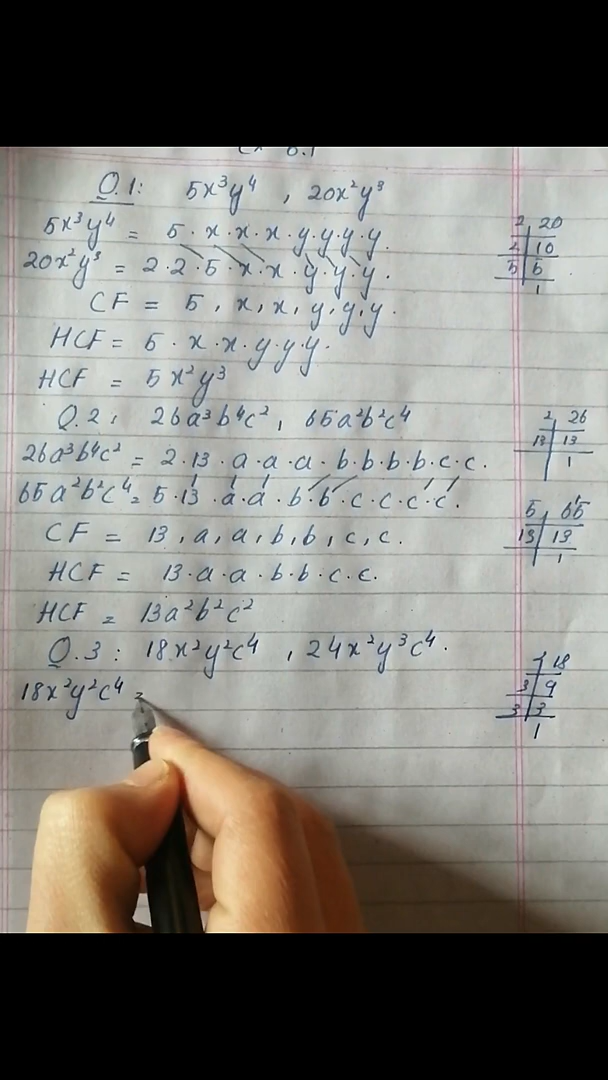 Ex 6.1
Q.1: 5x³y⁴ , 20x²y³
5x³y⁴ = 5·x·x·x·y·y·y·y.
20x²y³ = 2·2·5·x·x·y·y·y.
CF = 5, x, x, y, y, y.
HCF = 5·x·x·y·y·y.
HCF = 5x²y³
Q.2: 26a³b⁴c², 65a²b²c⁴
26a³b⁴c² = 2·13·a·a·a·b·b·b·b·c·c.
65a²b²c⁴ = 5·13·a·a·b·b·c·c·c·c.
CF = 13, a, a, b, b, c, c.
HCF = 13·a·a·b·b·c·c.
HCF = 13a²b²c²
Q.3: 18x²y²c⁴ , 24x²y³c⁴.
18x²y²c⁴ =
2 20
2 10
5 5
1
2 26
13 13
1
5 65
13 13
1
2 18
3 9
3 3
1